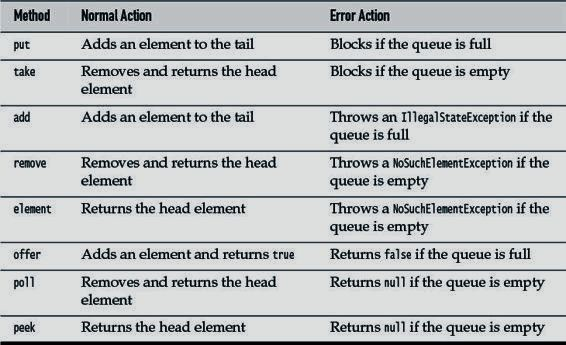 Method Normal Action Error Action
put Adds an element to the tail Blocks if the queue is full
take Removes and returns the head Blocks if the queue is empty
element
add Adds an element to the tail Throws an IllegalStateException if the
queue is full
remove Removes and returns the head Throws a NoSuchElementException if the
element queue is empty
element Returns the head element Throws a NoSuchElementException if the
queue is empty
offer Adds an element and returns true Returns false if the queue is full
poll Removes and returns the head Returns null if the queue is empty
element
peek Returns the head element Returns null if the queue is empty